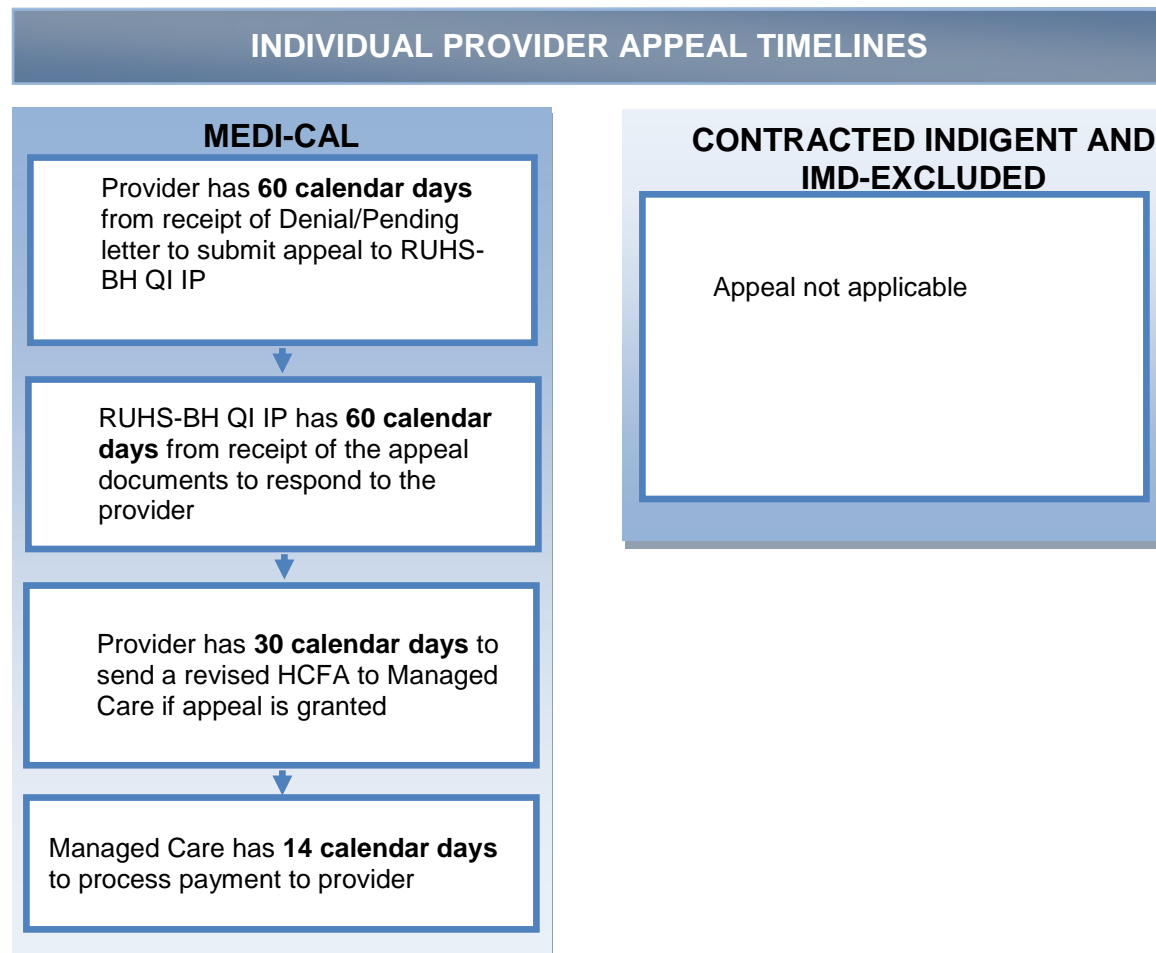 INDIVIDUAL PROVIDER APPEAL TIMELINES
MEDI-CAL
Provider has 60 calendar days
from receipt of Denial/Pending
letter to submit appeal to RUHS-
BH QI IP
RUHS-BH QI IP has 60 calendar
days from receipt of the appeal
documents to respond to the
provider
Provider has 30 calendar days to
send a revised HCFA to Managed
Care if appeal is granted
Managed Care has 14 calendar days
to process payment to provider
CONTRACTED INDIGENT AND
IMD-EXCLUDED
Appeal not applicable